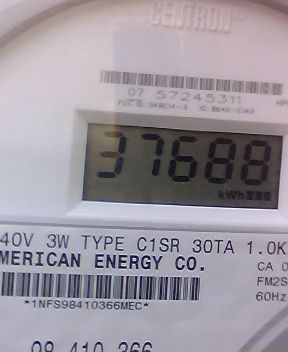 CENTRON
07 57245311
37688
kWh
40V 3W TYPE C1SR 30TA 1.0K
MERICAN ENERGY CO.
CA 0
FM2S
60Hz
*1NFS98410366MEC*
98 410 366